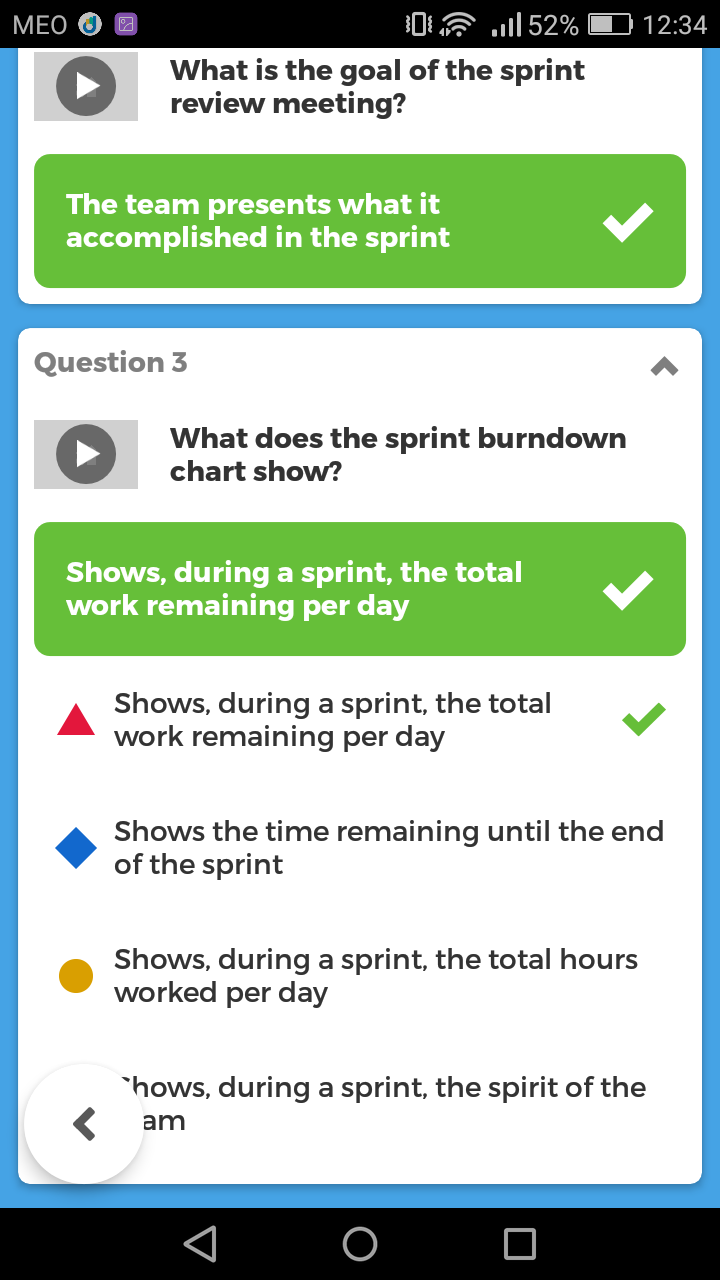 MEO 52% 12:34
What is the goal of the sprint
review meeting?
The team presents what it
accomplished in the sprint
Question 3
What does the sprint burndown
chart show?
Shows, during a sprint, the total
work remaining per day
Shows, during a sprint, the total
work remaining per day
Shows the time remaining until the end
of the sprint
Shows, during a sprint, the total hours
worked per day
hows, during a sprint, the spirit of the
am